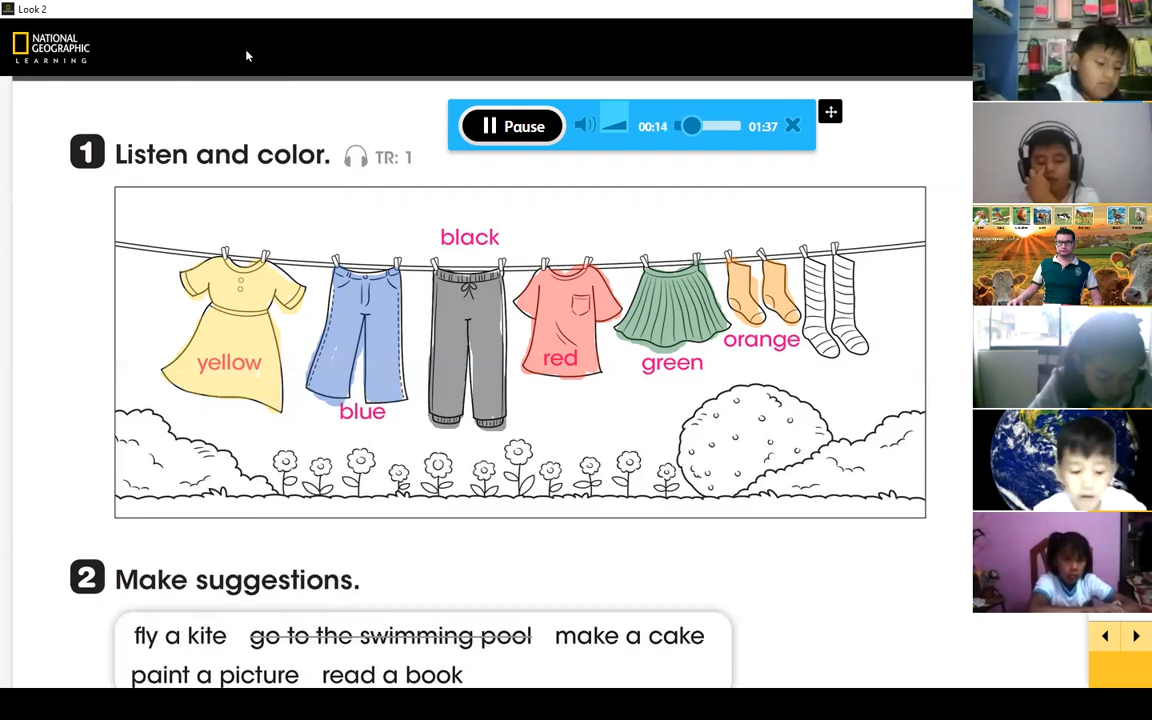 Look 2
NATIONAL
GEOGRAPHIC
LEARNING
Pause
00:14
01:37
1 Listen and color. TR: 1
black
yellow
red
green
orange
blue
2 Make suggestions.
fly a kite go to the swimming pool make a cake
paint a picture read a book